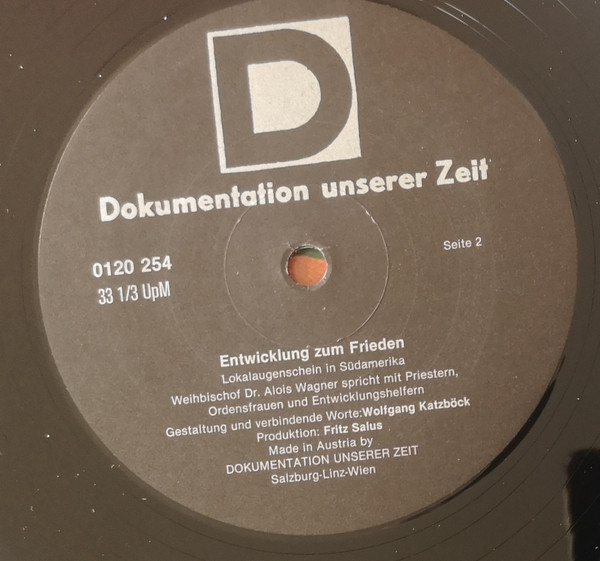 D
Dokumentation unserer Zeit
0120 254
Seite 2
33 1/3 UpM
Entwicklung zum Frieden
Lokalaugenschein in Südamerika
Weihbischof Dr. Alois Wagner spricht mit Priestern,
Ordensfrauen und Entwicklungshelfern
Gestaltung und verbindende Worte:Wolfgang Katzböck
Produktion: Fritz Salus
Made in Austria by
DOKUMENTATION UNSERER ZEIT
Salzburg-Linz-Wien